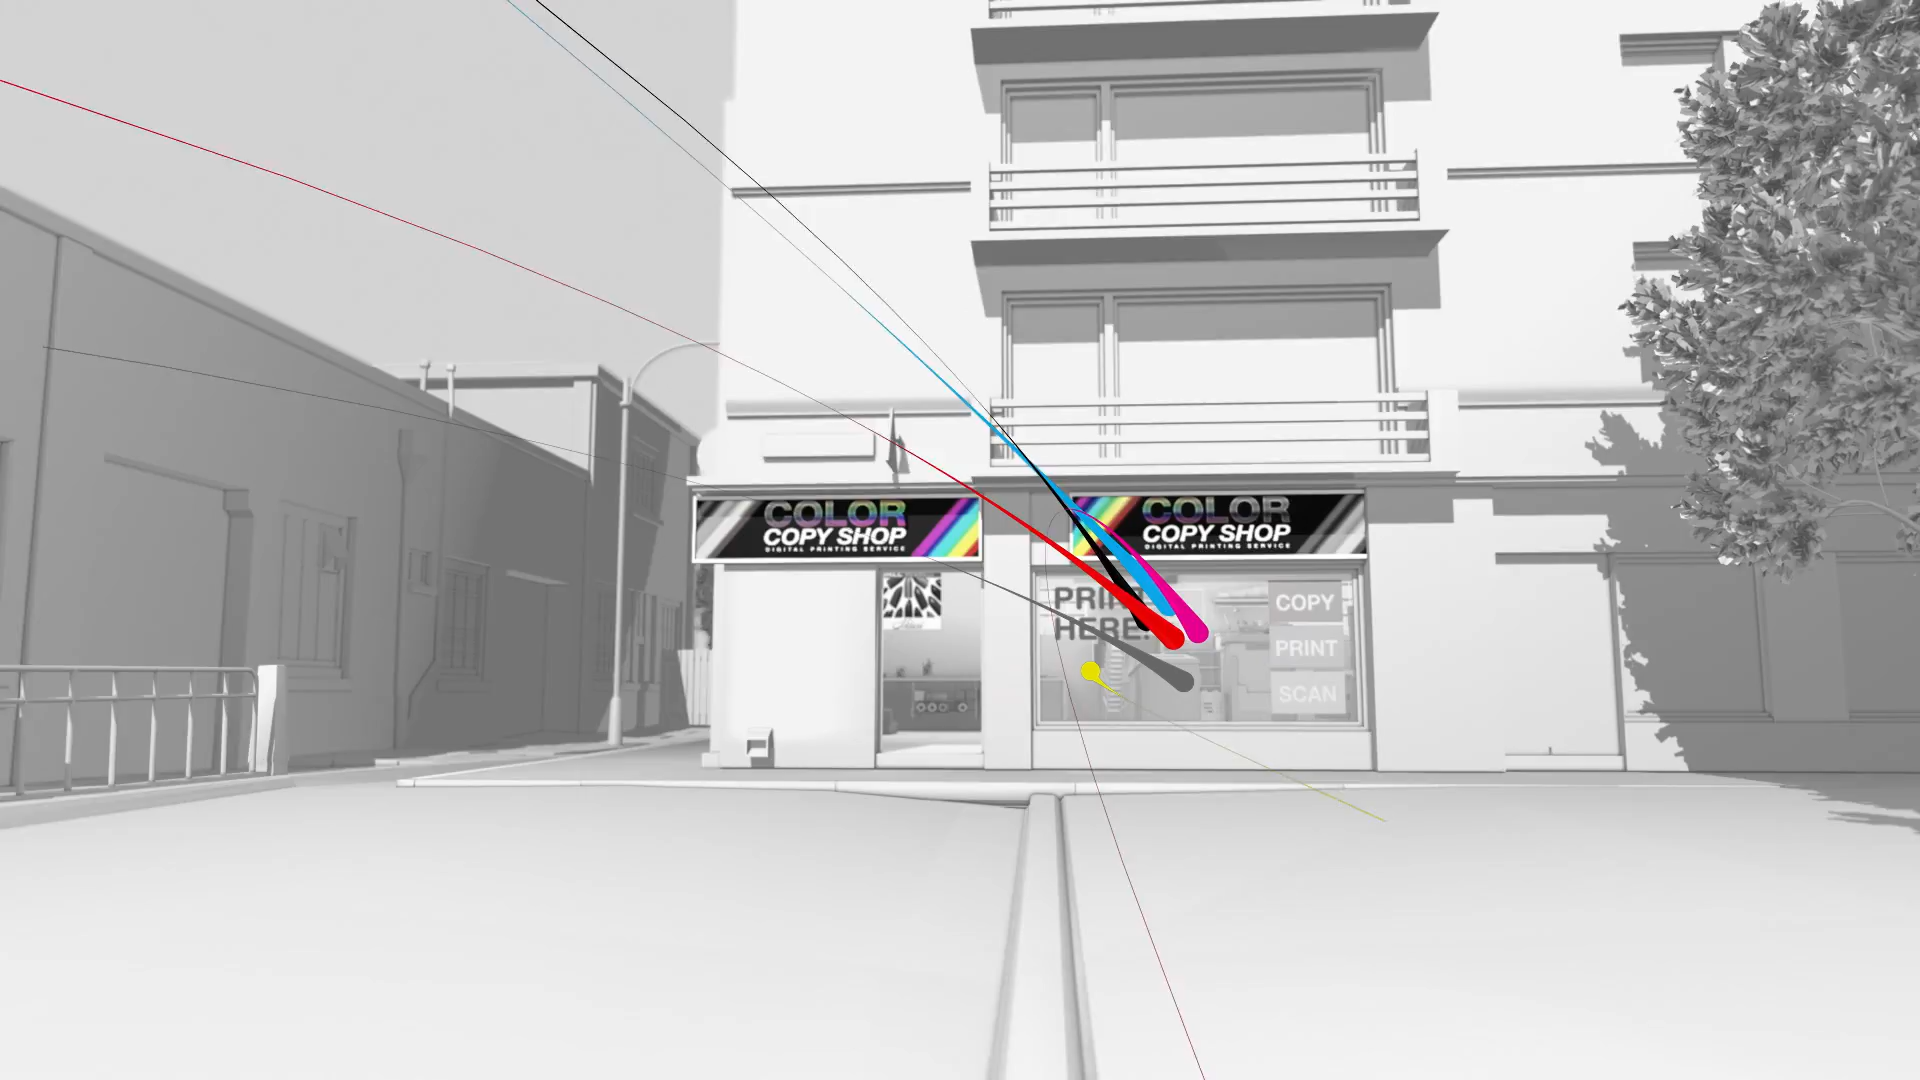 COLOR
COPY SHOP
DIGITAL PRINTING SERVICE
COLOR
COPY SHOP
DIGITAL PRINTING SERVICE
PRINT
HERE!
COPY
PRINT
SCAN